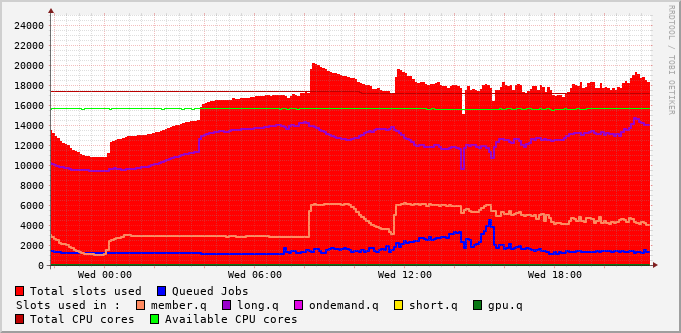 RRDTOOL / TOBI OETIKER
24000
22000
20000
18000
16000
14000
12000
10000
8000
6000
4000
2000
0
Wed 00:00 Wed 06:00 Wed 12:00 Wed 18:00
Total slots used Queued Jobs
Slots used in : member.q long.q ondemand.q short.q gpu.q
Total CPU cores Available CPU cores